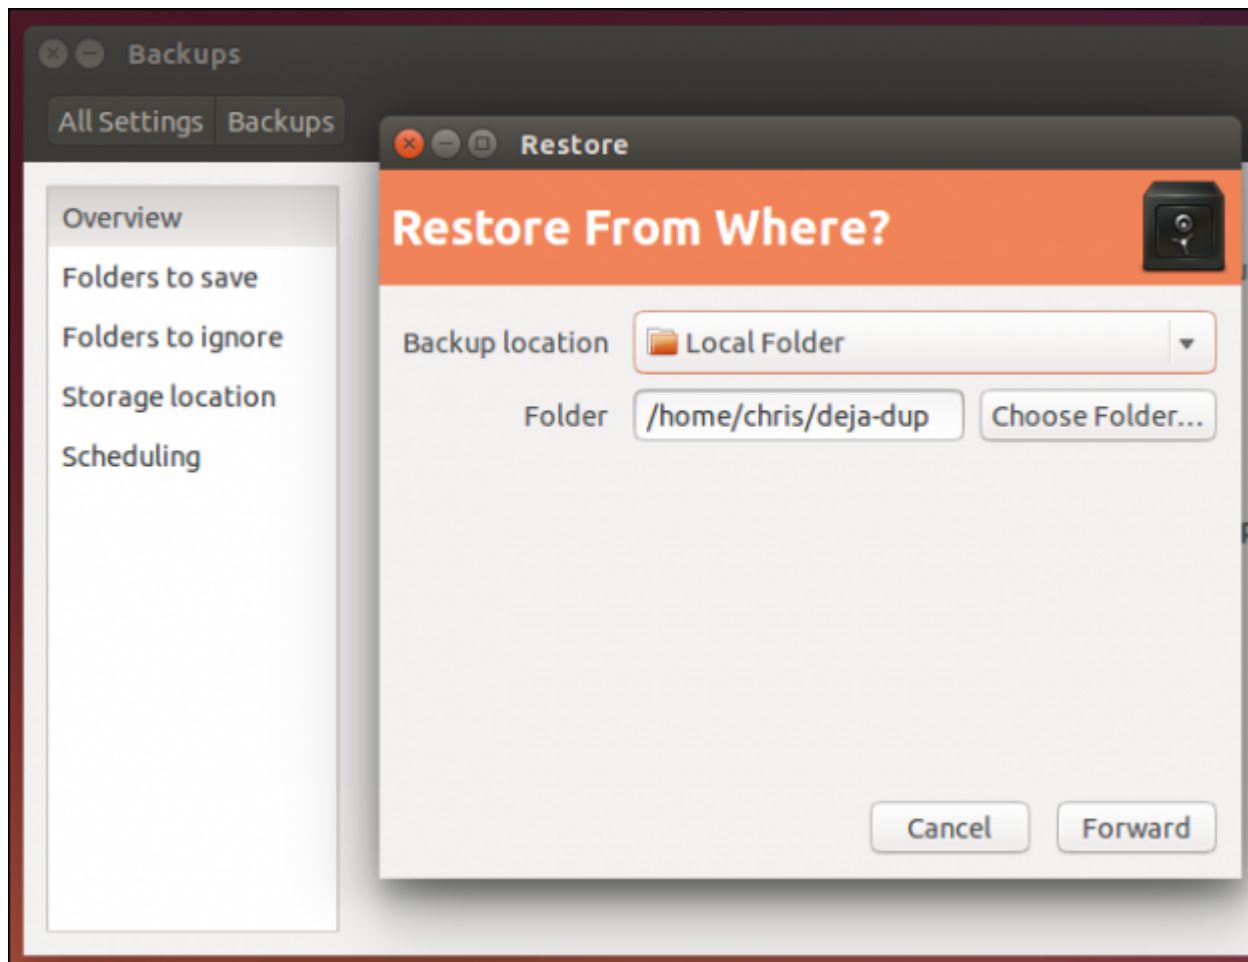 Backups
All Settings Backups
Restore
Restore From Where?
Overview
Folders to save
Folders to ignore
Storage location
Scheduling
Backup location Local Folder
Folder /home/chris/deja-dup Choose Folder...
Cancel Forward